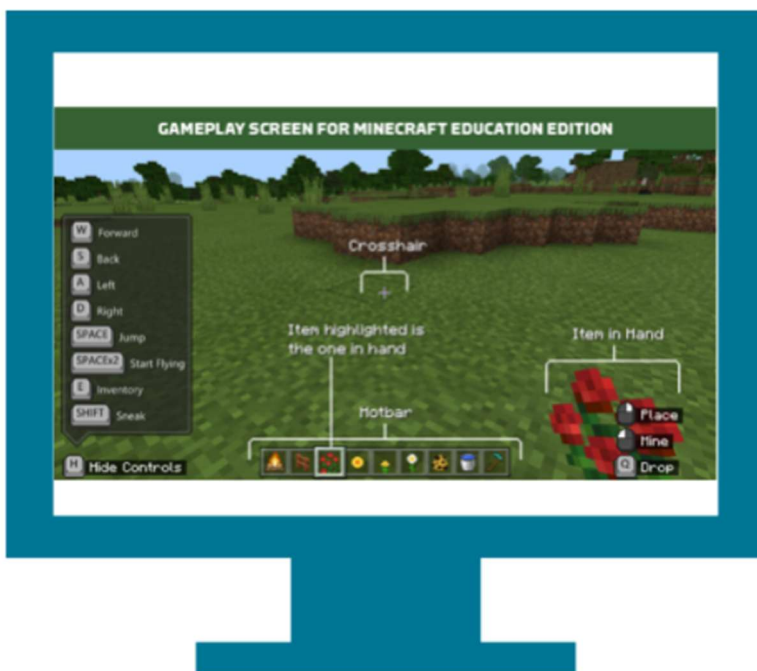 GAMEPLAY SCREEN FOR MINECRAFT EDUCATION EDITION
W Forward
S Back
A Left
D Right
SPACE Jump
SPACEx2 Start Flying
E Inventory
SHIFT Sneak
H Hide Controls
Crosshair
Item highlighted is
the one in hand
Hotbar
Item in Hand
Place
Mine
Q Drop